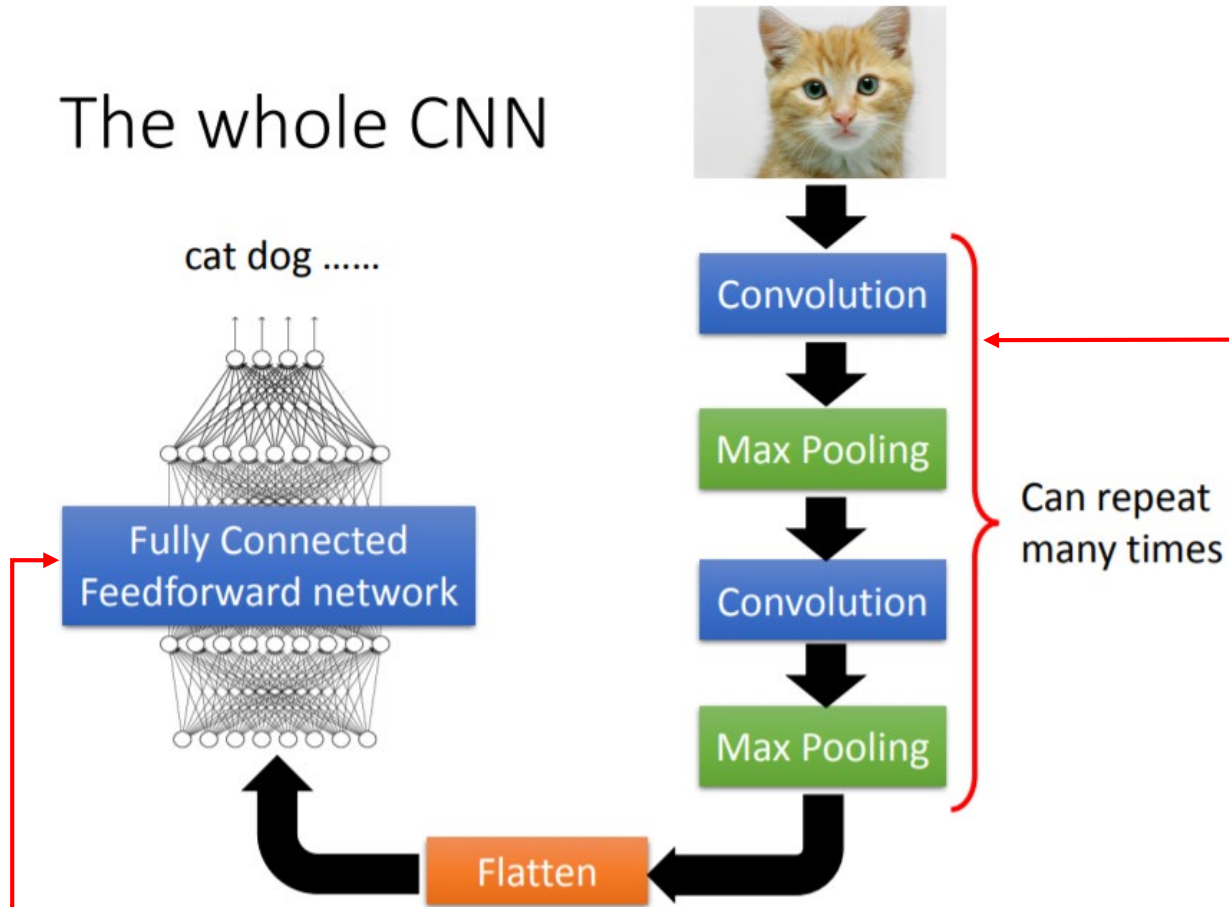 The whole CNN
cat dog ......
Convolution
Max Pooling
Convolution
Max Pooling
Can repeat
many times
Flatten
Fully Connected
Feedforward network